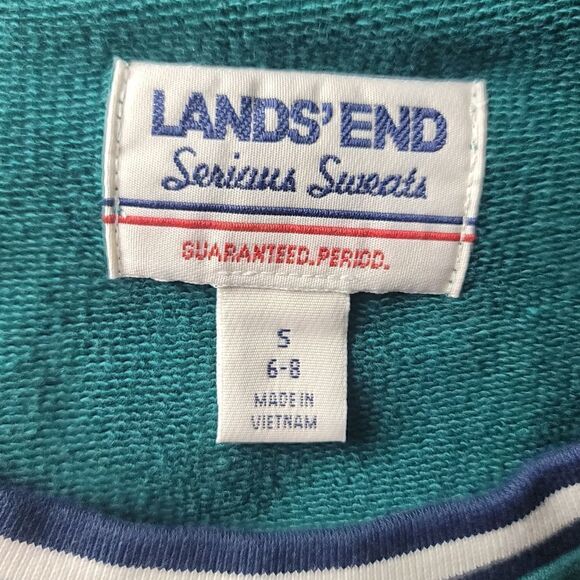 LANDS' END
Serious Sweats
GUARANTEED.PERIOD.
S
6-8
MADE IN
VIETNAM